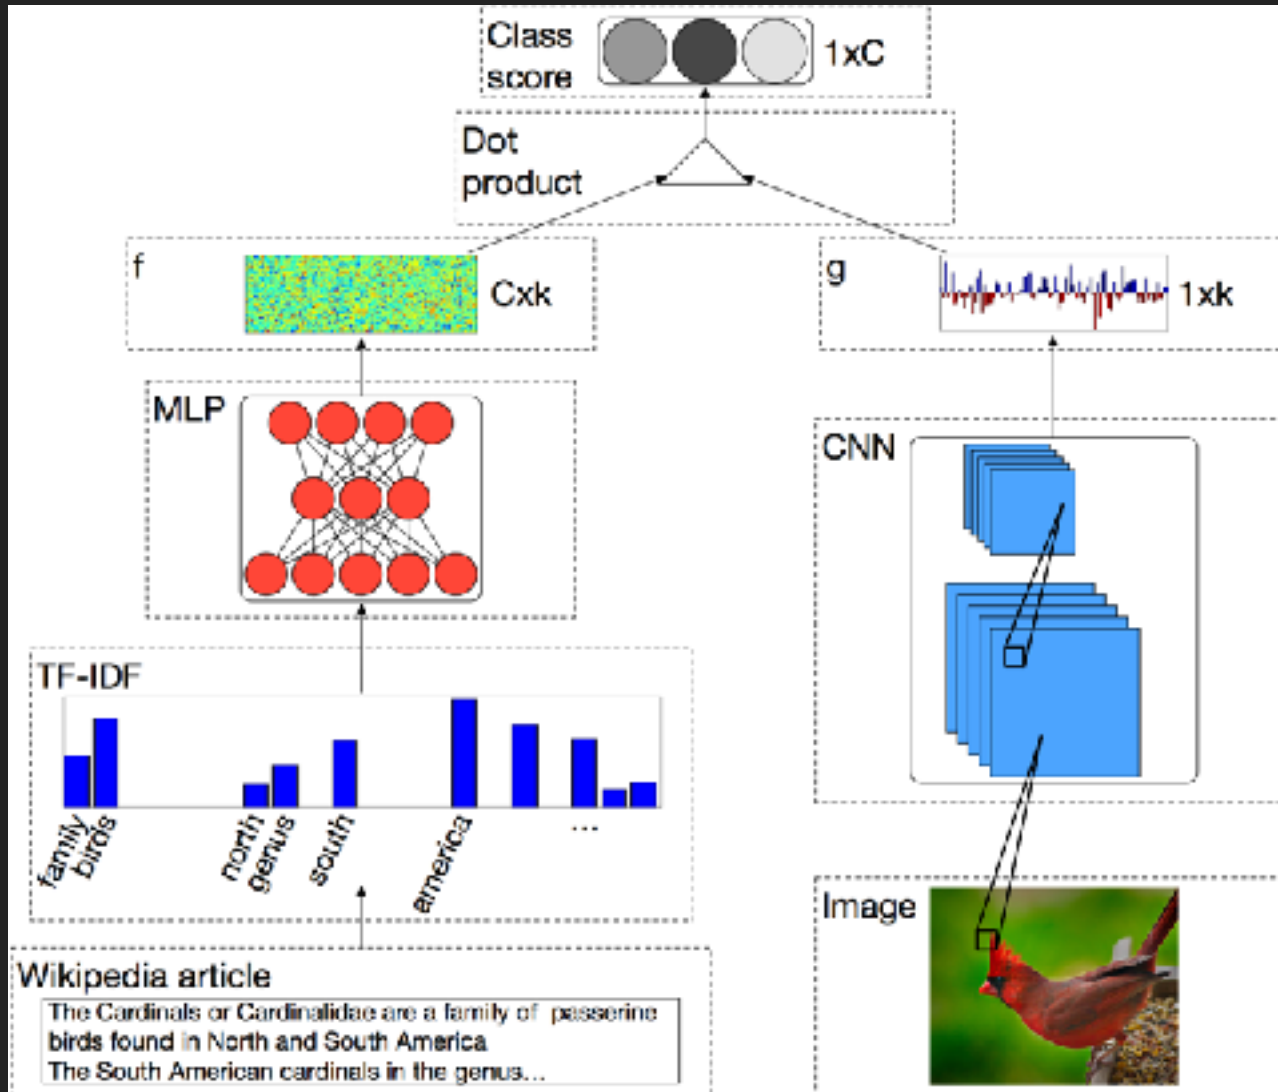 Class
score
1xC
Dot
product
f
Cxk
g
1xk
MLP
CNN
TF-IDF
family
birds
north
genus
south
america
...
Image
Wikipedia article
The Cardinals or Cardinalidae are a family of passerine
birds found in North and South America
The South American cardinals in the genus...